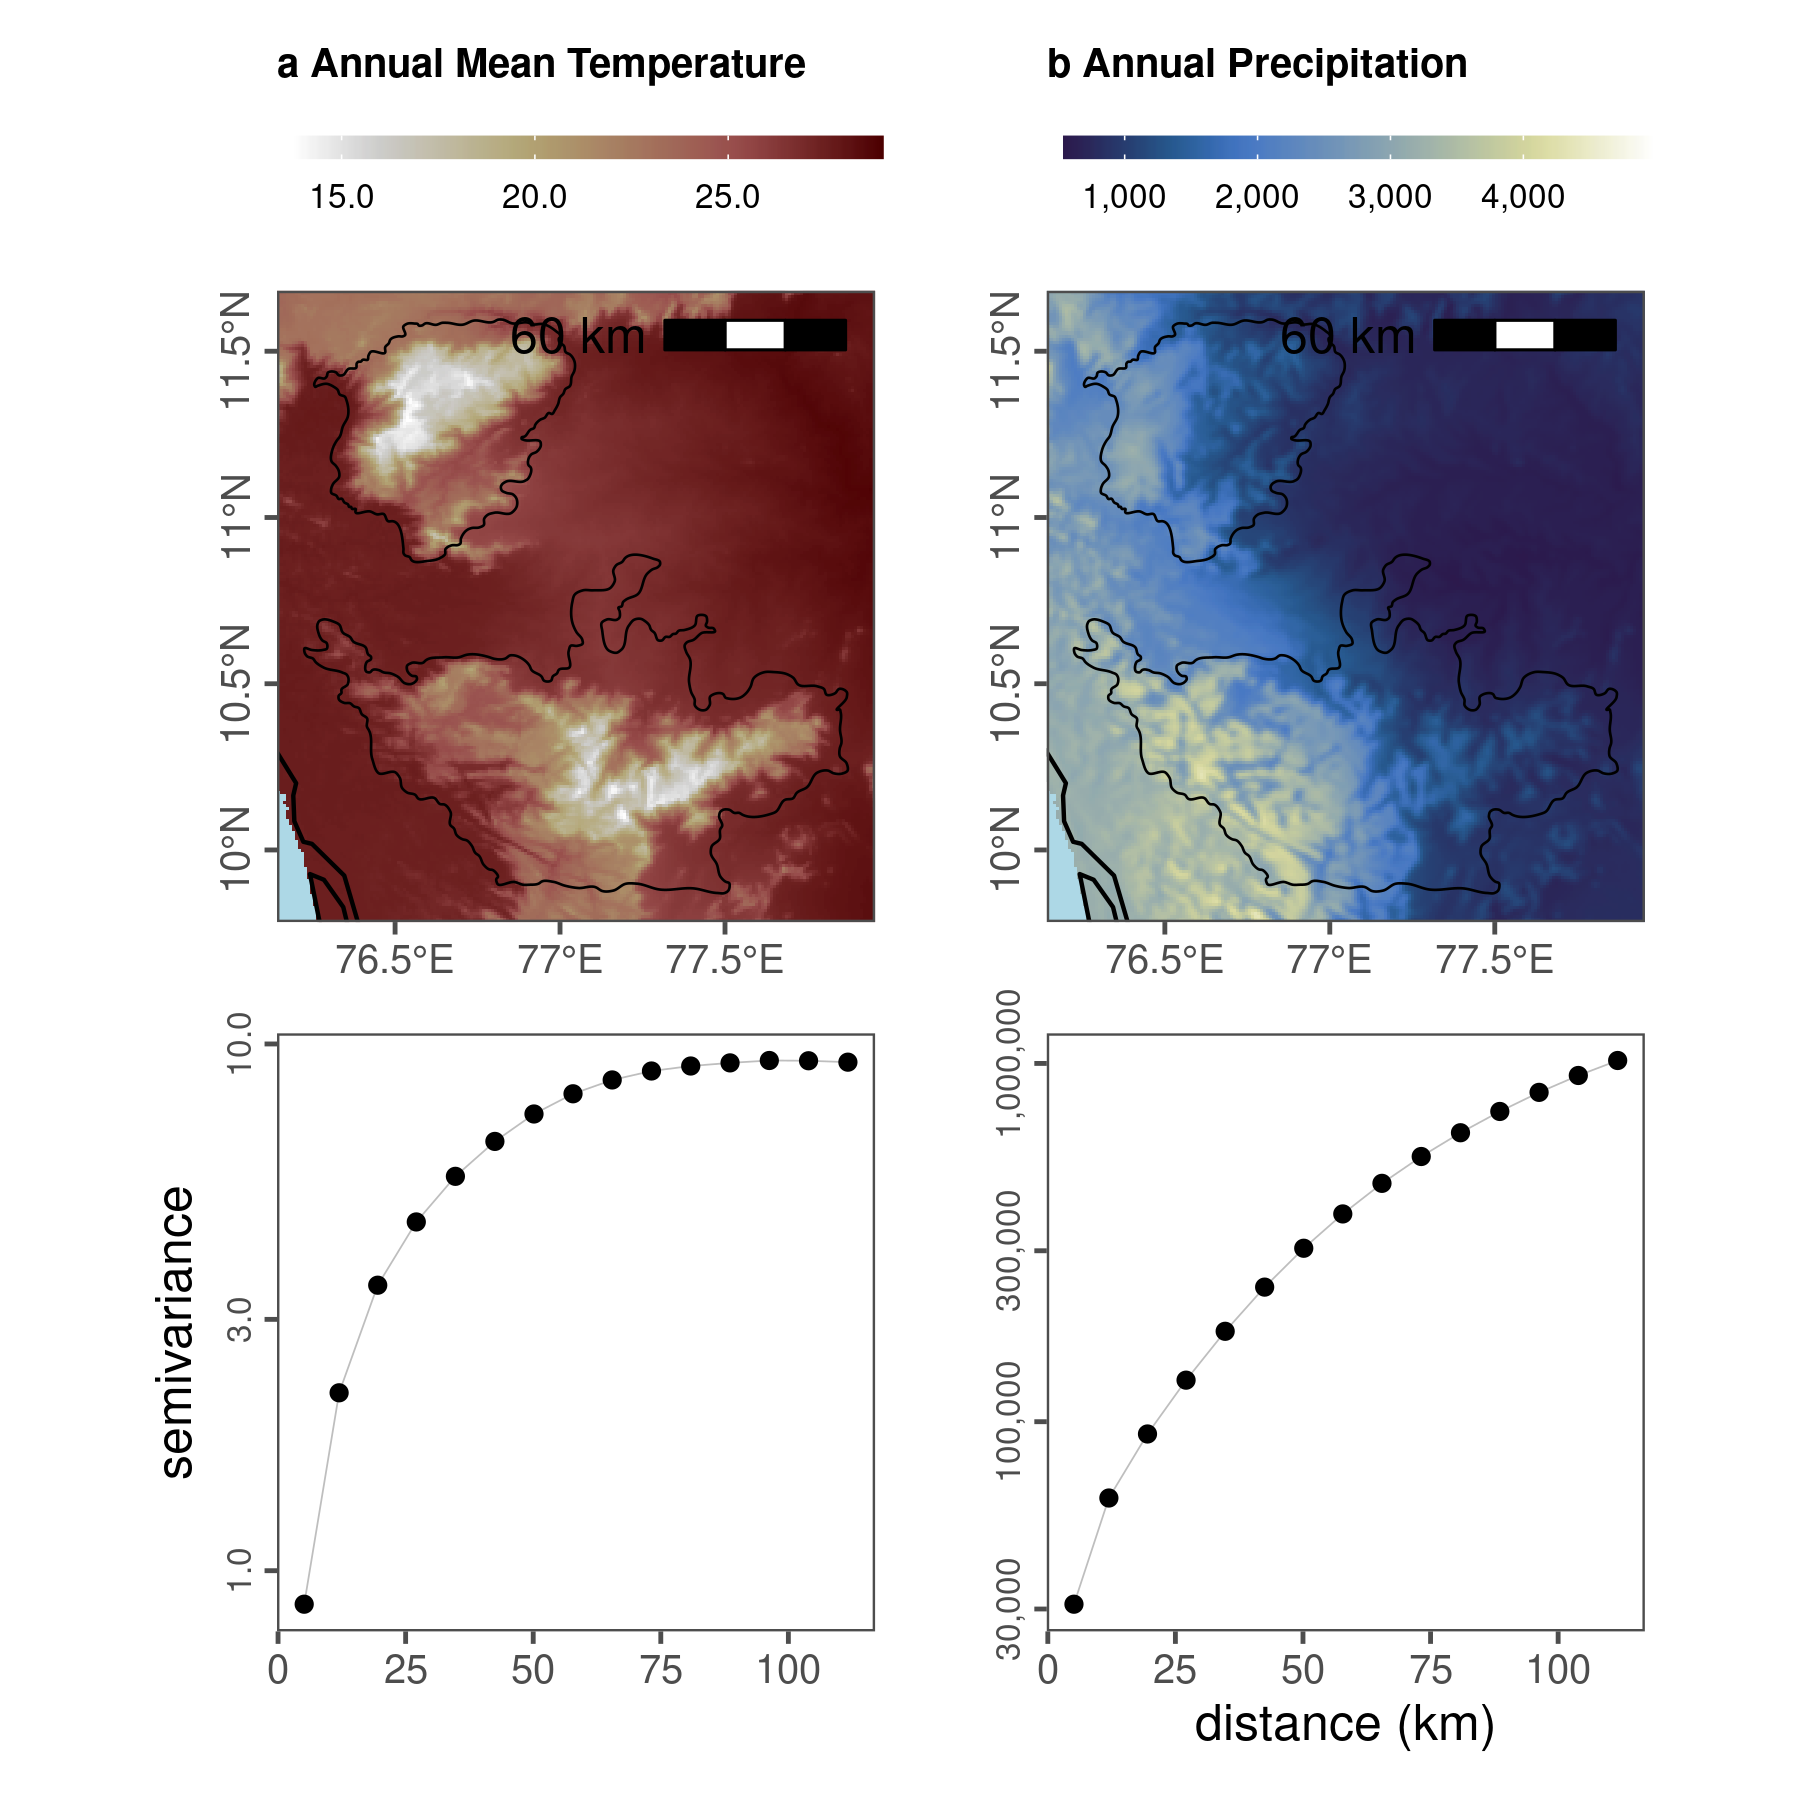 a Annual Mean Temperature
15.0 20.0 25.0
60 km
11.5°N
11°N
10.5°N
10°N
76.5°E 77°E 77.5°E
b Annual Precipitation
1,000 2,000 3,000 4,000
60 km
11.5°N
11°N
10.5°N
10°N
76.5°E 77°E 77.5°E
semivariance
10.0
3.0
1.0
0 25 50 75 100
1,000,000
300,000
100,000
30,000
0 25 50 75 100
distance (km)